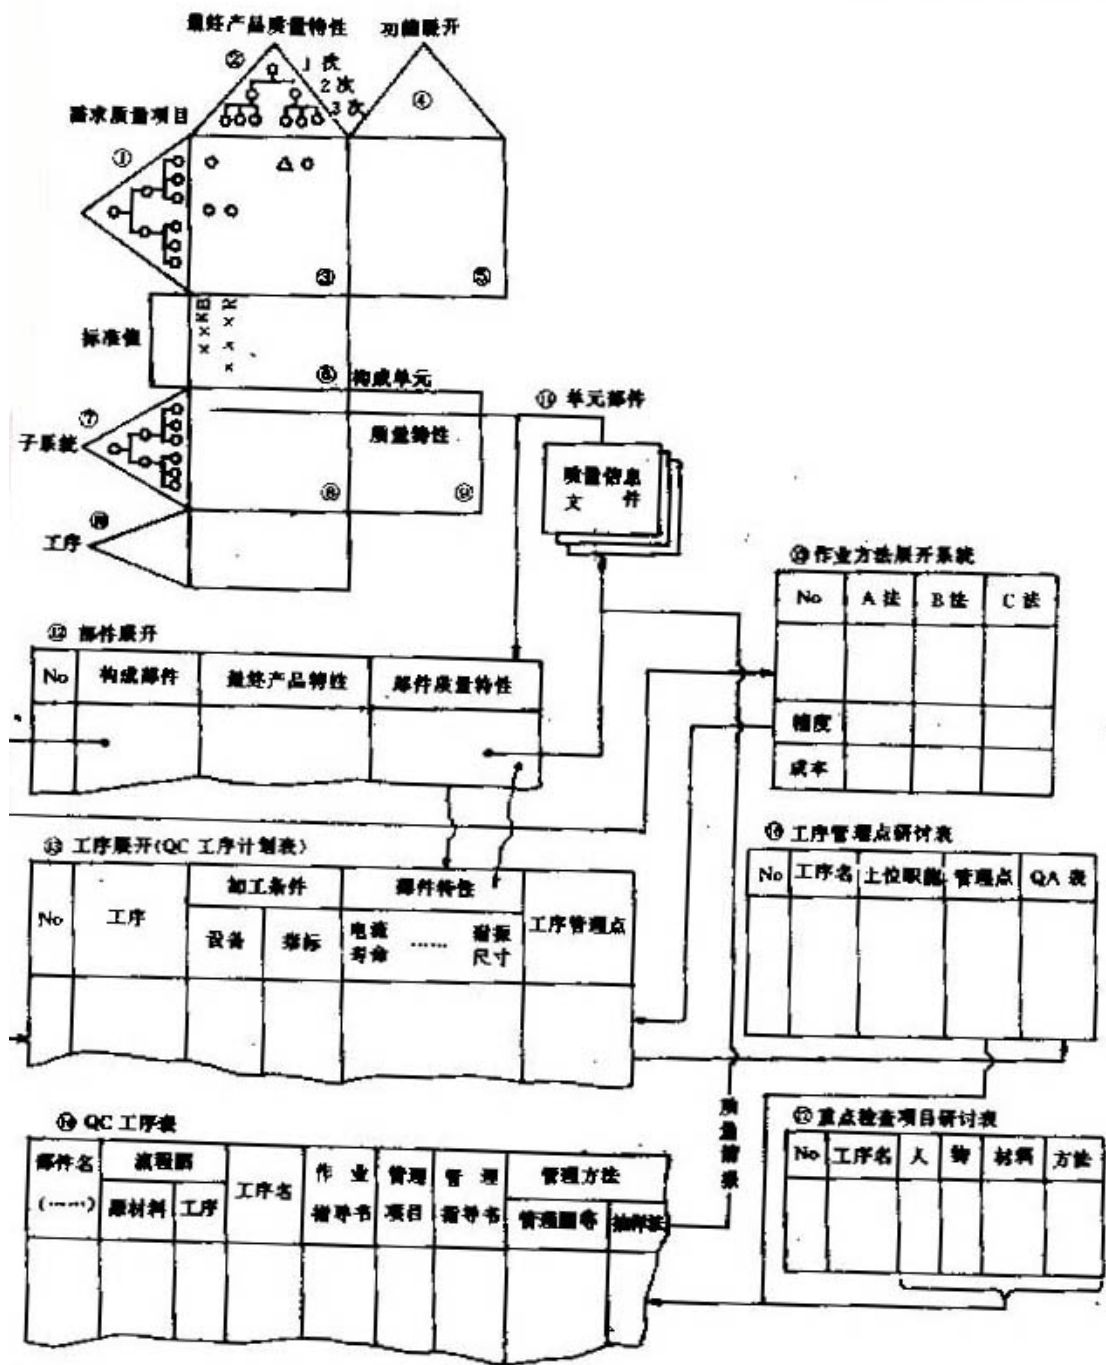 最终产品质量特性 功能展开
② 1次
2次
3次 ④
需求质量项目
①
③ ⑤
标准值
⑥ 构成单元
⑦
子系统
质量特性
⑧ ⑨
工序
⑪ 单元部件
质量信息
文 件
作业方法展开系统
No A法 B法 C法
精度
成本
⑫ 部件展开
No 构成部件 最终产品特性 部件质量特性
⑬ 工序展开(QC 工序计划表)
No 工序 加工条件 部件特性 工序管理点
设备 指标 电流 …… 耐振
寿命 尺寸
⑯ 工序管理点研讨表
No 工序名 上位职能 管理点 QA 表
质量情报
QC 工序表
部件名 流程图 工序名 作业 管理 管理 管理方法
(……) 原材料 工序 指导书 项目 指导书 管理图等 抽样法
⑰重点检查项目研讨表
No 工序名 人 物 材料 方法